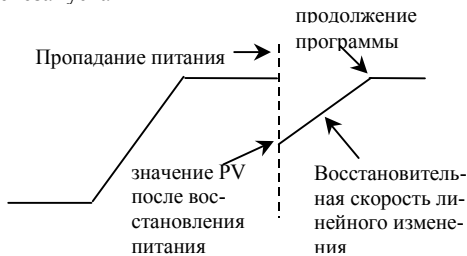 продолжение
программы
Пропадание питания
значение PV
после вос-
становления
питания
Восстановитель-
ная скорость ли-
нейного измене-
ния